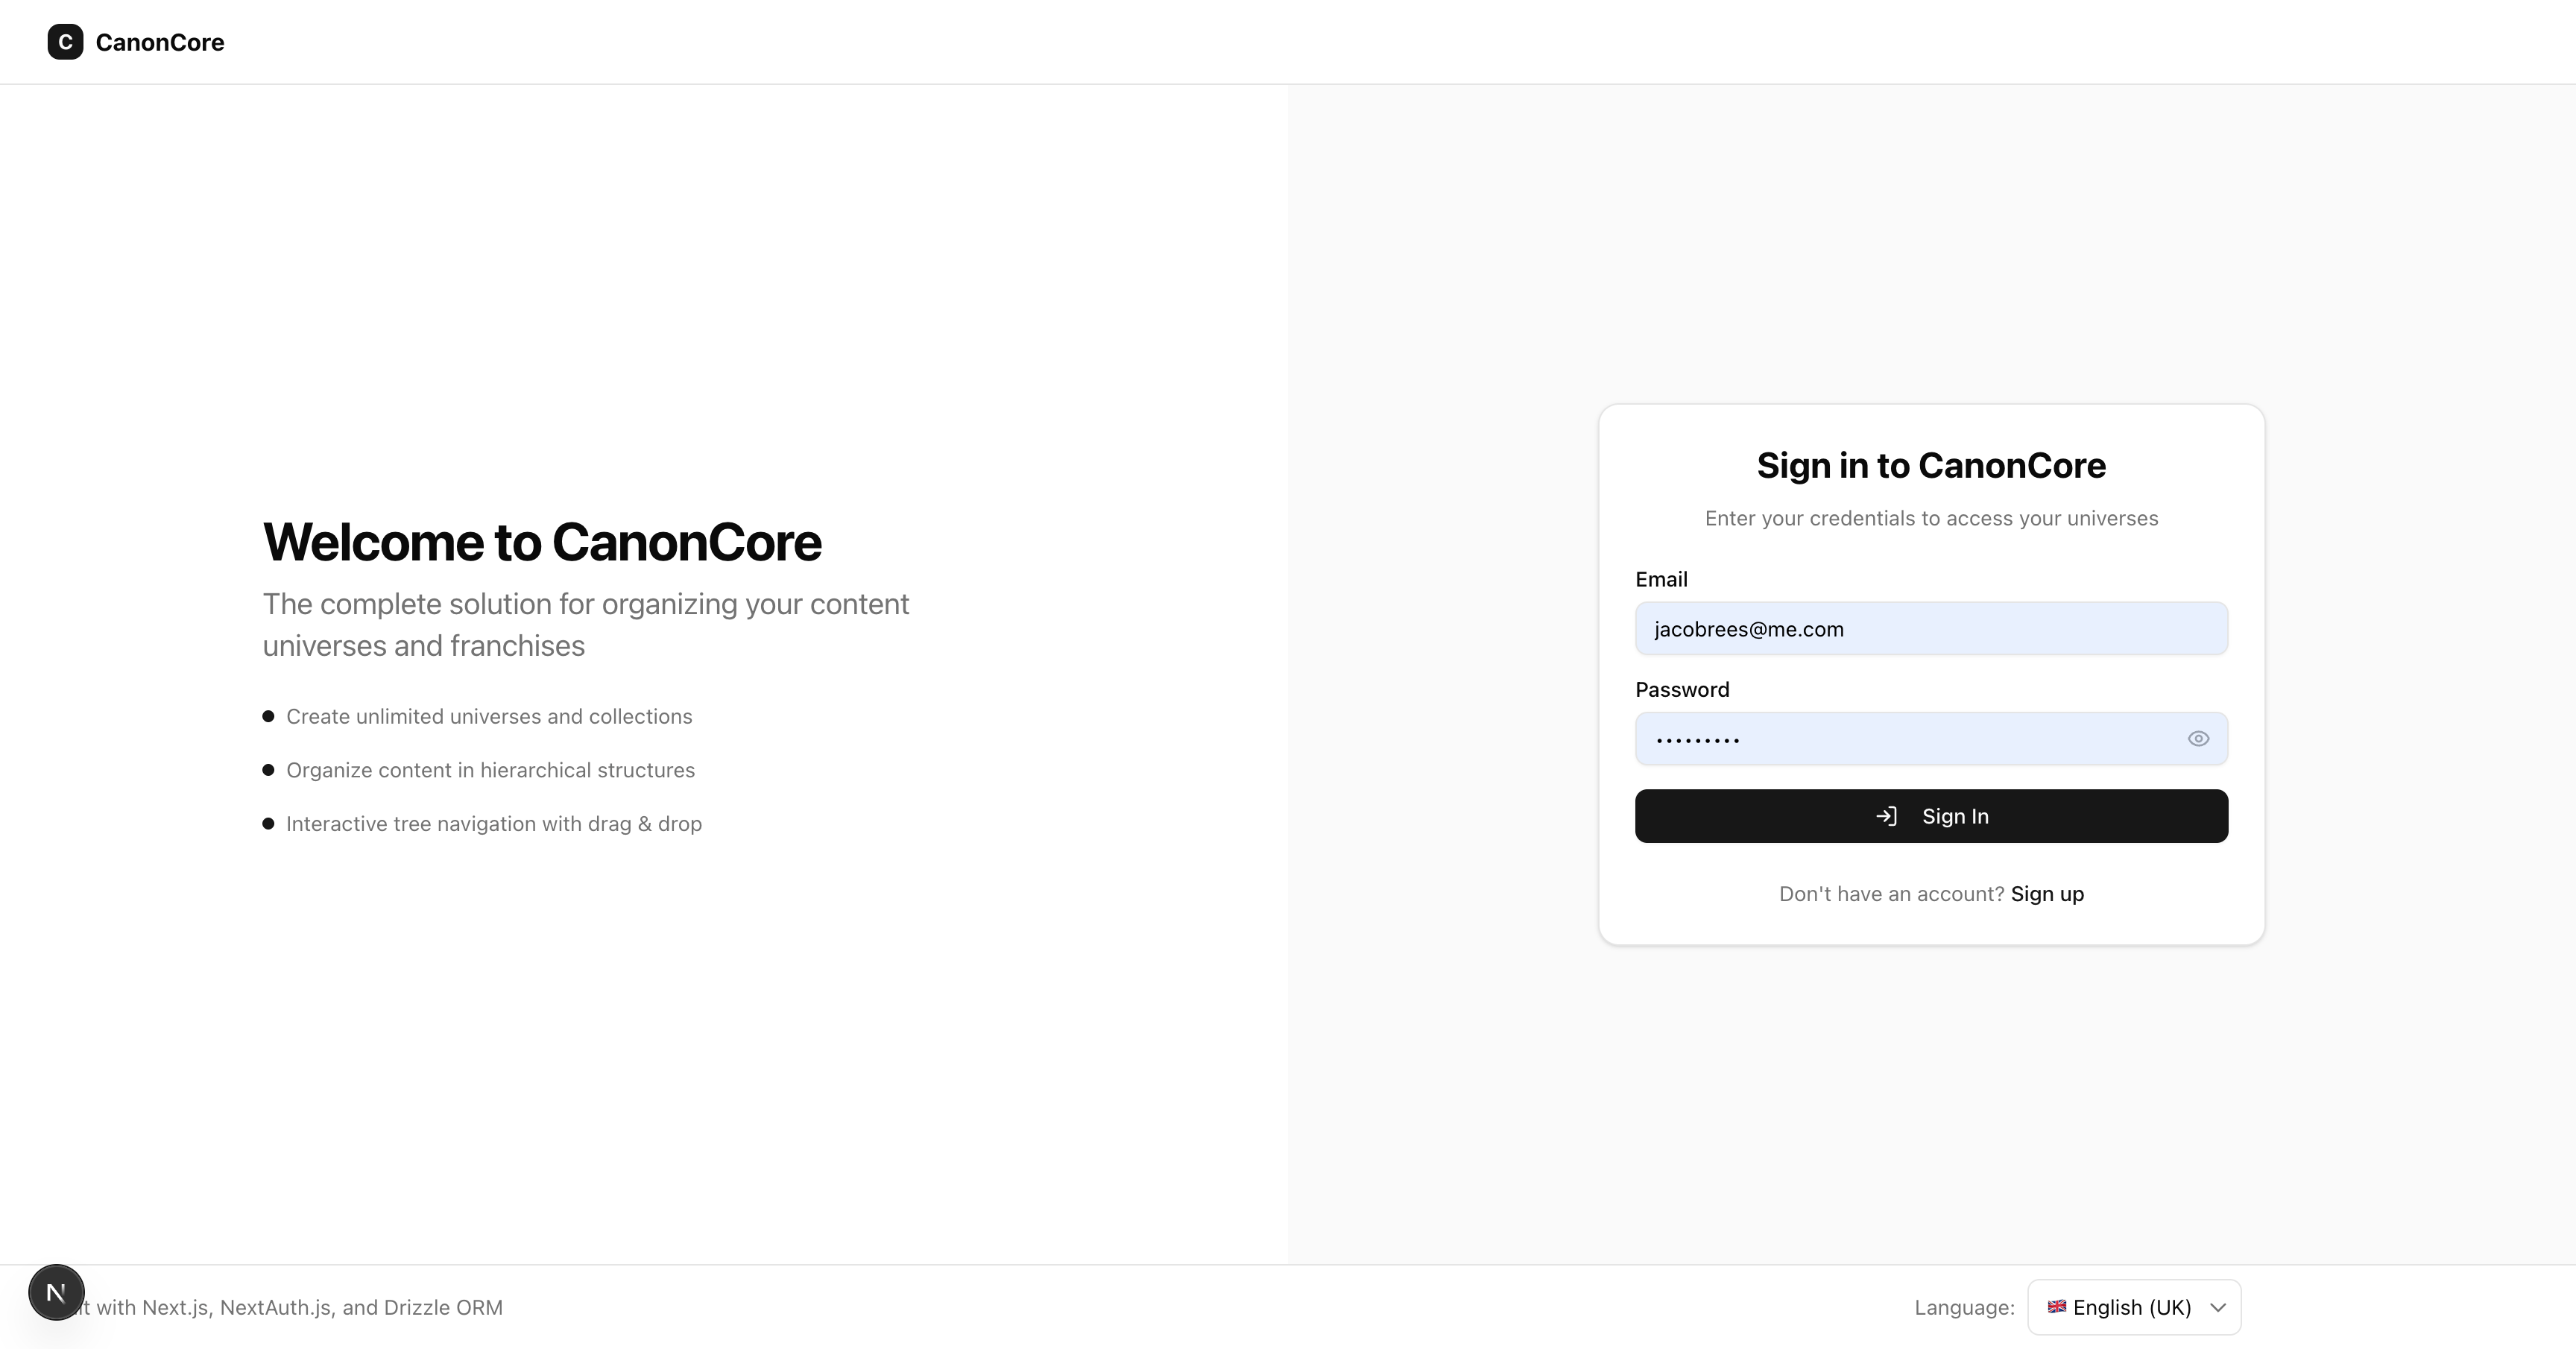 C CanonCore
Welcome to CanonCore
The complete solution for organizing your content
universes and franchises
Create unlimited universes and collections
Organize content in hierarchical structures
Interactive tree navigation with drag & drop
Sign in to CanonCore
Enter your credentials to access your universes
Email
jacobrees@me.com
Password
•••••••••
Sign In
Don't have an account? Sign up
N
with Next.js, NextAuth.js, and Drizzle ORM
Language: English (UK)